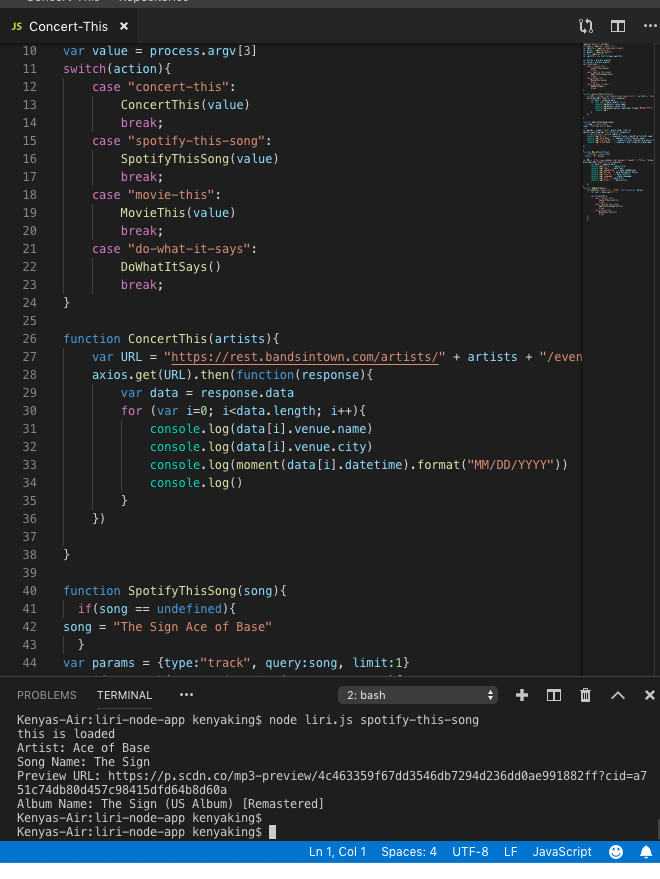 JS Concert-This ×
10 var value = process.argv[3]
11 switch(action){
12 case "concert-this":
13 ConcertThis(value)
14 break;
15 case "spotify-this-song":
16 SpotifyThisSong(value)
17 break;
18 case "movie-this":
19 MovieThis(value)
20 break;
21 case "do-what-it-says":
22 DoWhatItSays()
23 break;
24 }
25
26 function ConcertThis(artists){
27 var URL = "https://rest.bandsintown.com/artists/" + artists + "/even
28 axios.get(URL).then(function(response){
29 var data = response.data
30 for (var i=0; i<data.length; i++){
31 console.log(data[i].venue.name)
32 console.log(data[i].venue.city)
33 console.log(moment(data[i].datetime).format("MM/DD/YYYY"))
34 console.log()
35 }
36 })
37
38 }
39
40 function SpotifyThisSong(song){
41 if(song == undefined){
42 song = "The Sign Ace of Base"
43 }
44 var params = {type:"track", query:song, limit:1}
PROBLEMS TERMINAL ••• 2: bash
Kenyas-Air:liri-node-app kenyaking$ node liri.js spotify-this-song
this is loaded
Artist: Ace of Base
Song Name: The Sign
Preview URL: https://p.scdn.co/mp3-preview/4c463359f67dd3546db7294d236dd0ae991882ff?cid=a7
51c74db80d457c98415dfd64b8d60a
Album Name: The Sign (US Album) [Remastered]
Kenyas-Air:liri-node-app kenyaking$
Kenyas-Air:liri-node-app kenyaking$
Ln 1, Col 1 Spaces: 4 UTF-8 LF JavaScript